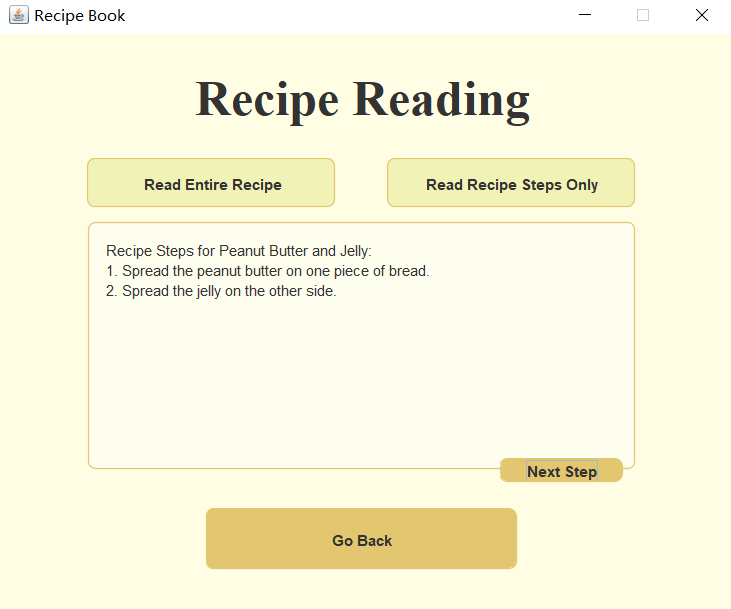 Recipe Book
Recipe Reading
Read Entire Recipe
Read Recipe Steps Only
Recipe Steps for Peanut Butter and Jelly:
1. Spread the peanut butter on one piece of bread.
2. Spread the jelly on the other side.
Next Step
Go Back